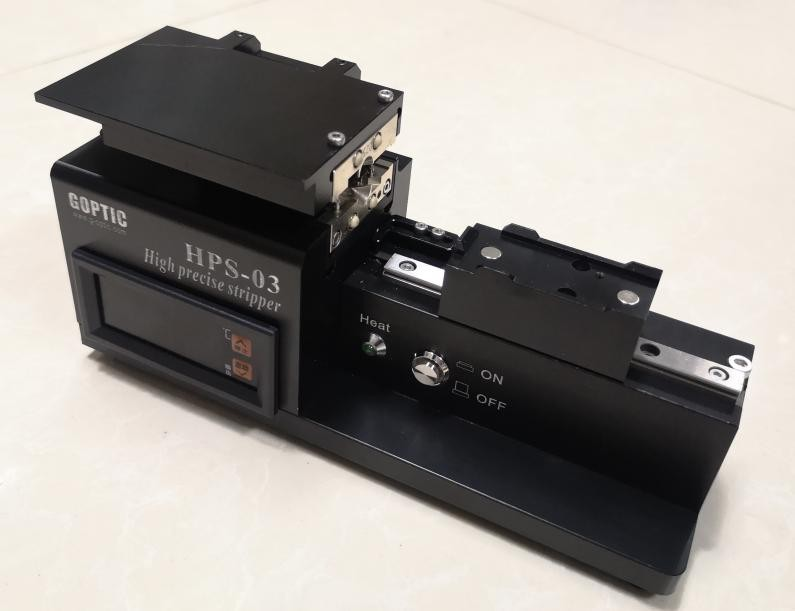 GOPTIC
HPS-03
High precise stripper
℃
Heat
ON
OFF